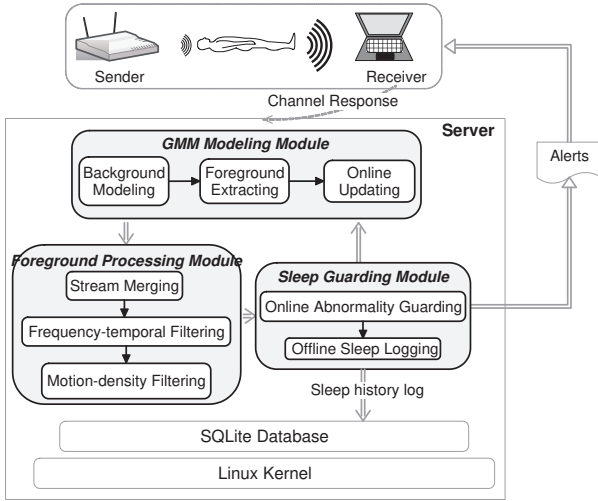 Sender
Receiver
Channel Response
Server
GMM Modeling Module
Background
Modeling
Foreground
Extracting
Online
Updating
Alerts
Foreground Processing Module
Stream Merging
Frequency-temporal Filtering
Motion-density Filtering
Sleep Guarding Module
Online Abnormality Guarding
Offline Sleep Logging
Sleep history log
SQLite Database
Linux Kernel